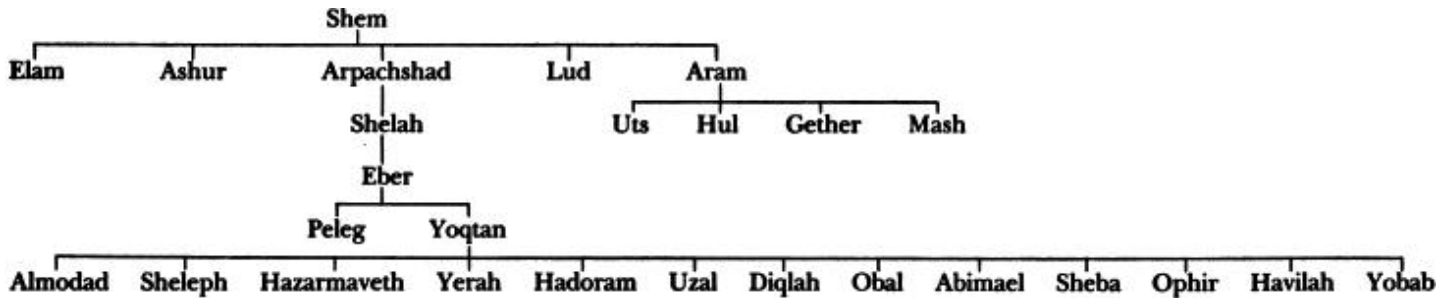 Shem
Elam Ashur Arpachshad Lud Aram
Shelah Uts Hul Gether Mash
Eber
Peleg Yoqtan
Almodad Sheleph Hazarmaveth Yerah Hadoram Uzal Diqlah Obal Abimael Sheba Ophir Havilah Yobab